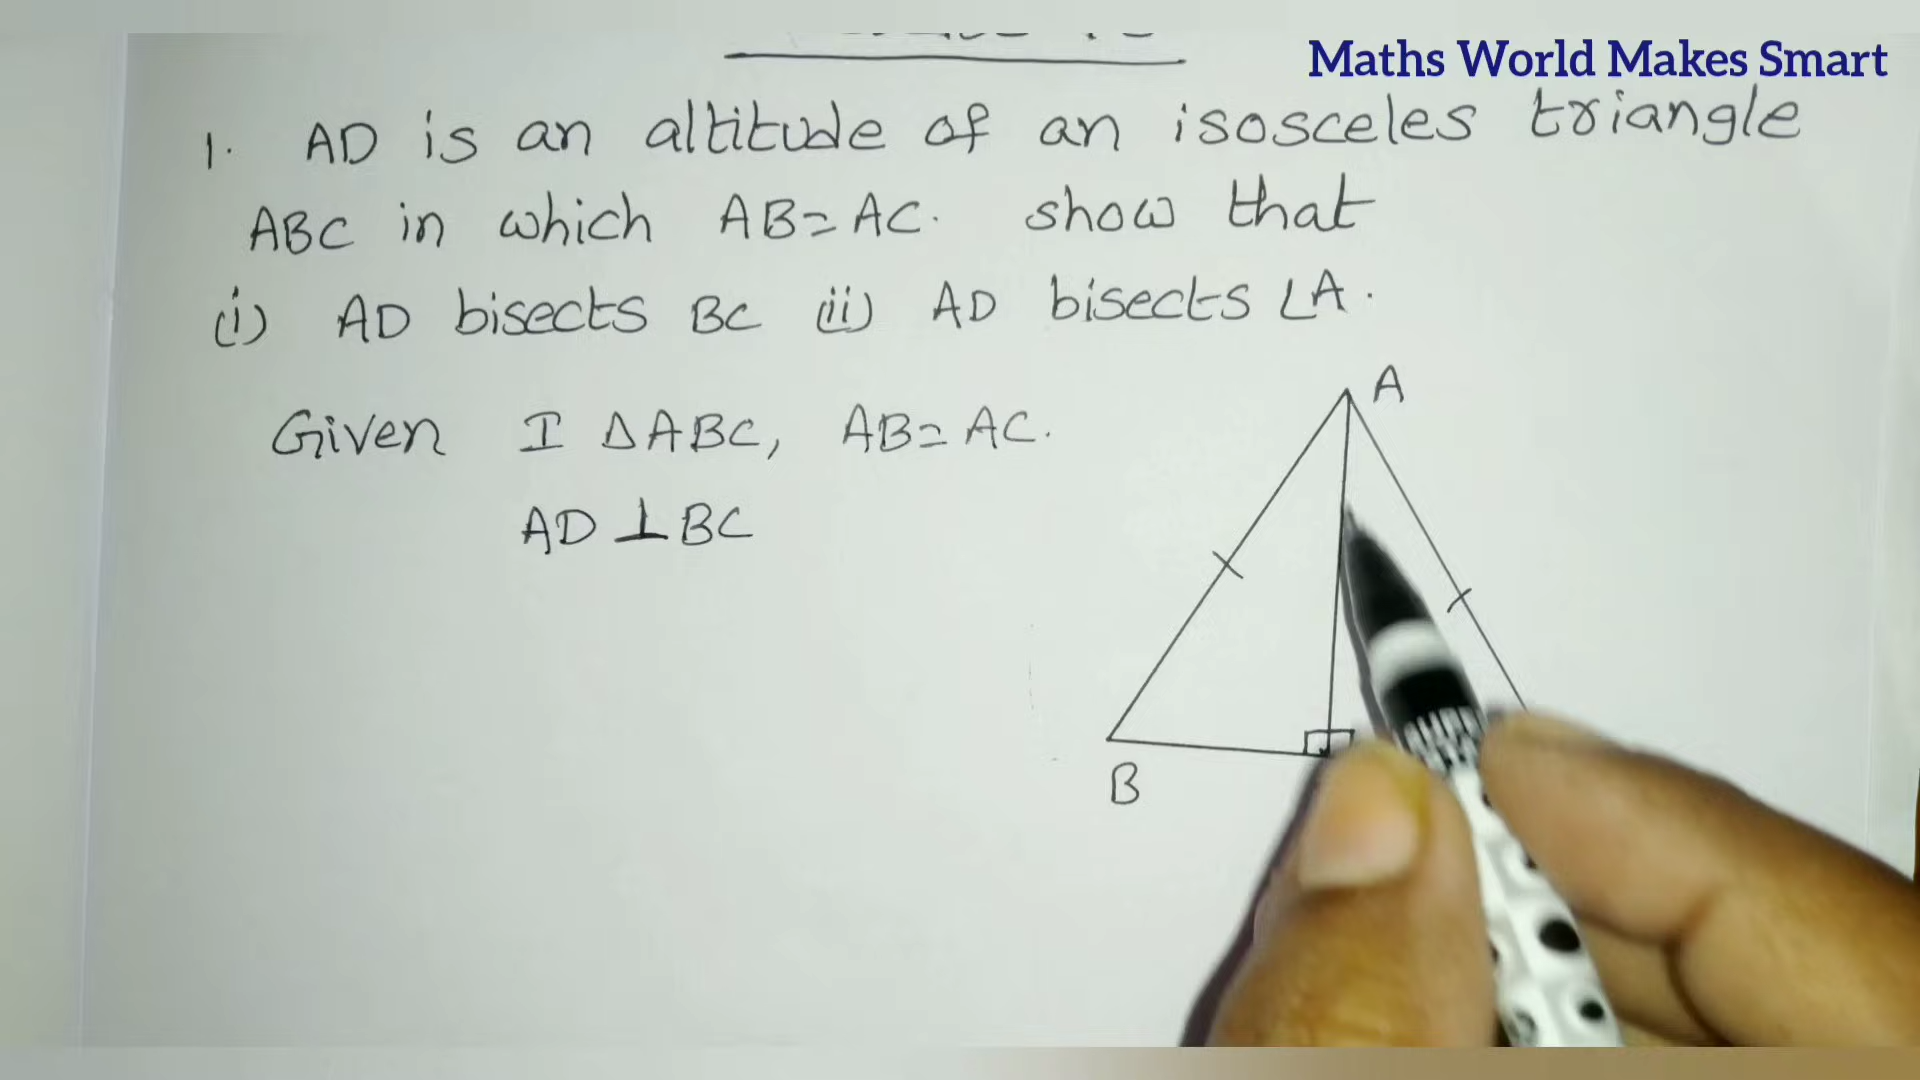 Maths World Makes Smart
1. AD is an altitude of an isosceles triangle
ABC in which AB=AC. show that
(i) AD bisects BC (ii) AD bisects ∠A.
Given I △ABC, AB=AC.
AD ⊥ BC
A
B